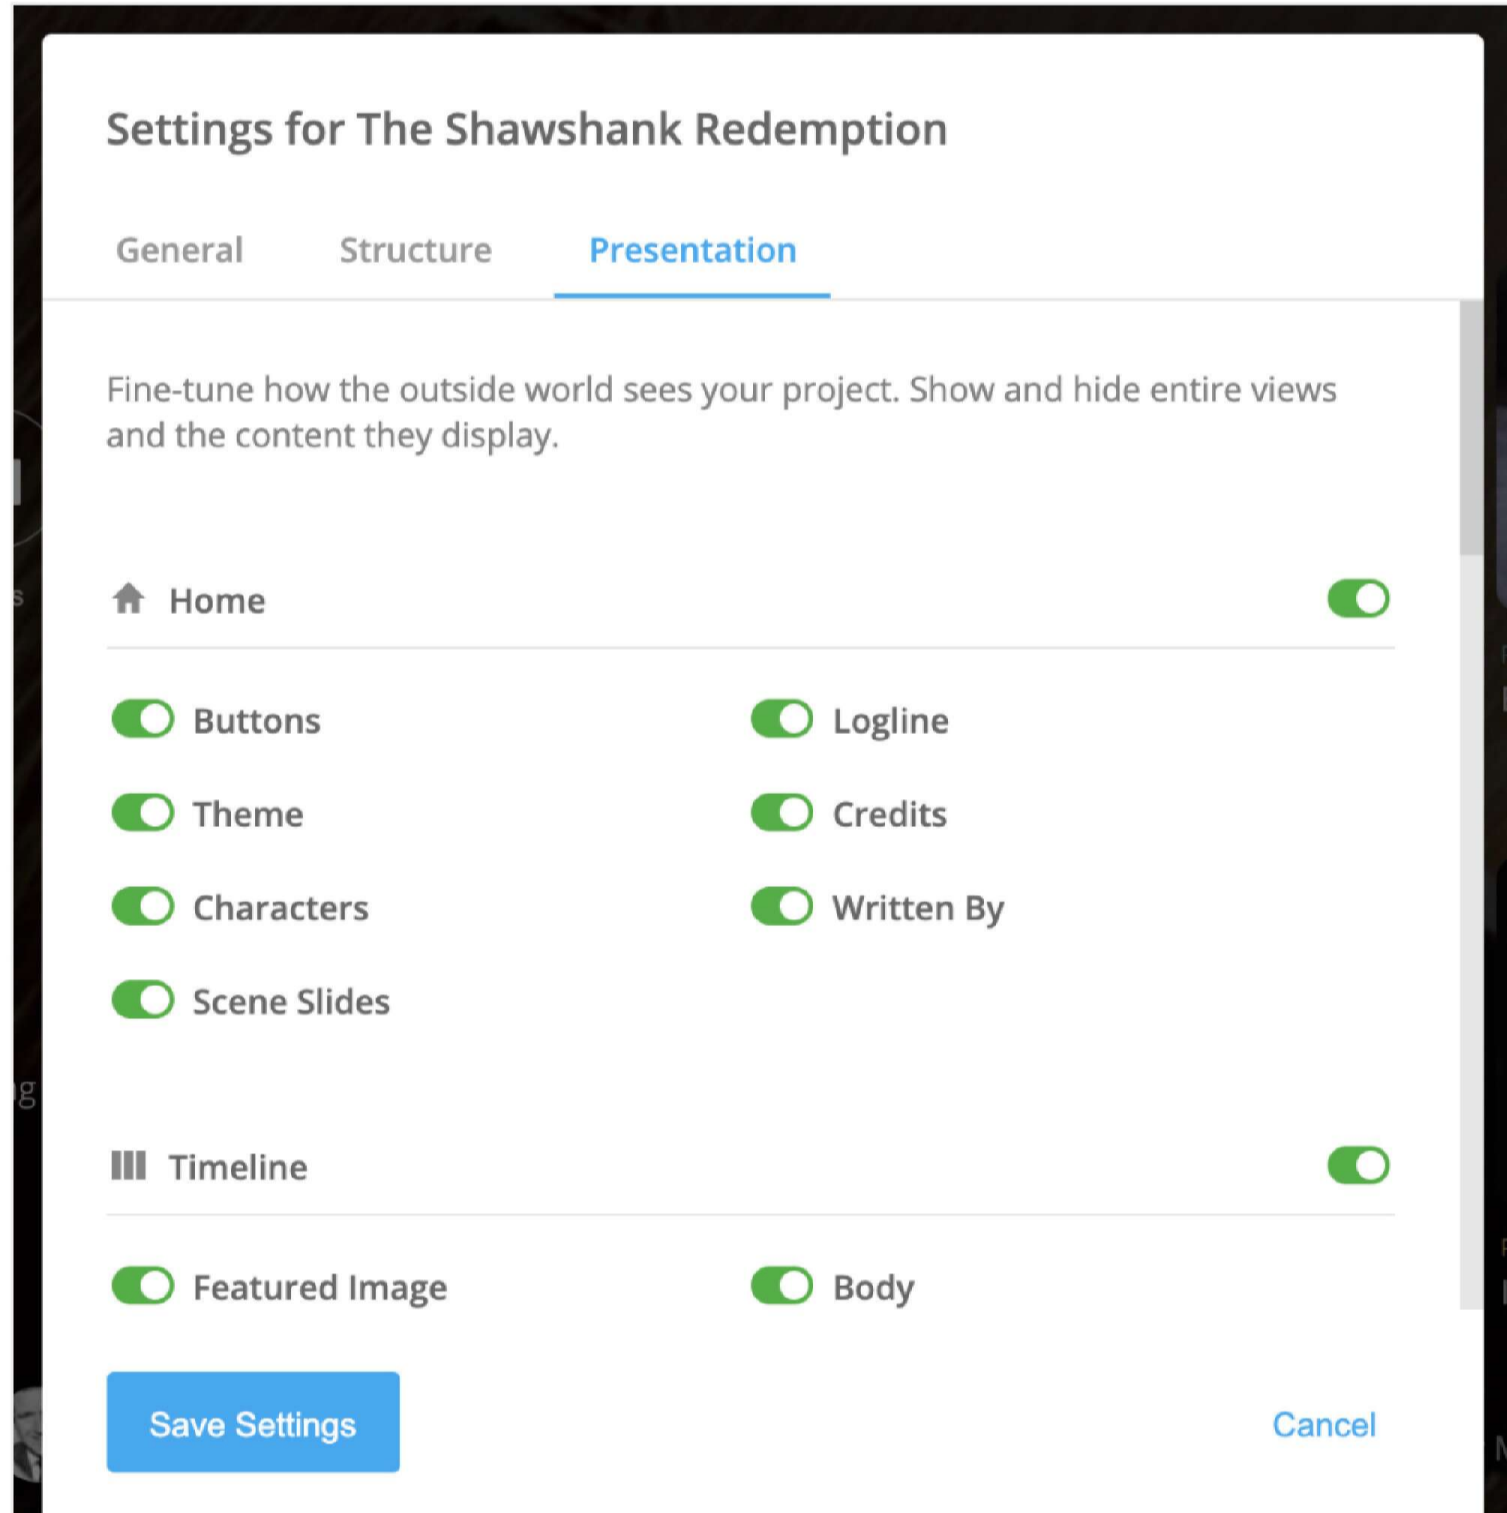 Settings for The Shawshank Redemption
General Structure Presentation
Fine-tune how the outside world sees your project. Show and hide entire views
and the content they display.
Home
Buttons Logline
Theme Credits
Characters Written By
Scene Slides
Timeline
Featured Image Body
Save Settings Cancel